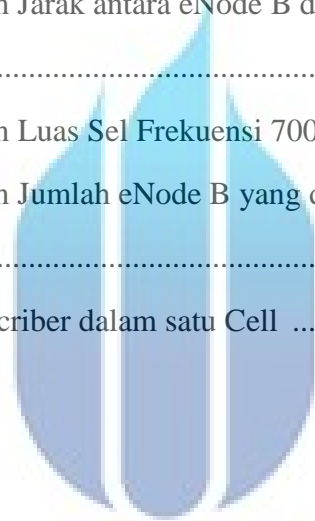 n Jarak antara eNode B d
....................................................
n Luas Sel Frekuensi 700
n Jumlah eNode B yang d
....................................................
criber dalam satu Cell ...